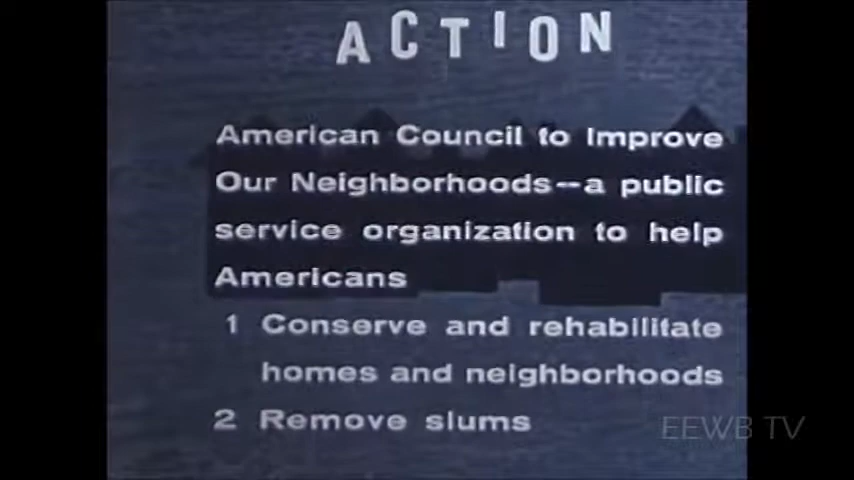 ACTION
American Council to Improve
Our Neighborhoods--a public
service organization to help
Americans
1 Conserve and rehabilitate
homes and neighborhoods
2 Remove slums
EEWB TV